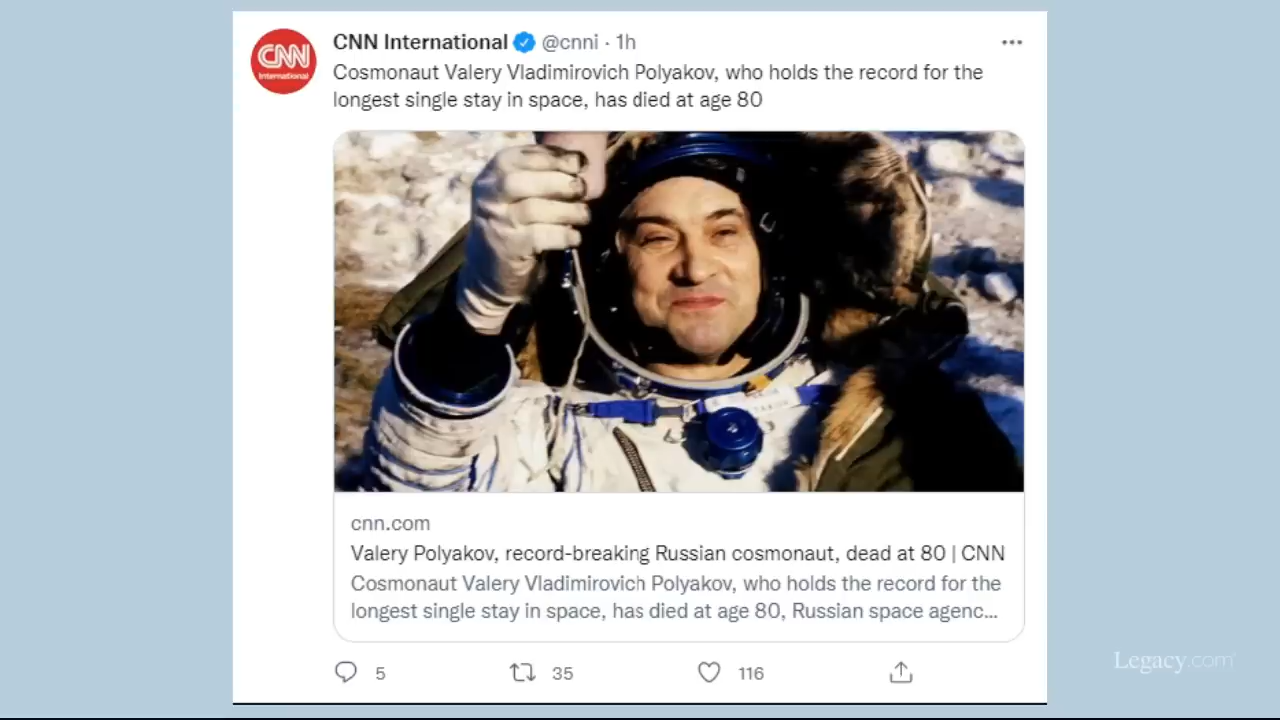 CNN International @cnni · 1h
CNN
International
Cosmonaut Valery Vladimirovich Polyakov, who holds the record for the
longest single stay in space, has died at age 80
cnn.com
Valery Polyakov, record-breaking Russian cosmonaut, dead at 80 | CNN
Cosmonaut Valery Vladimirovich Polyakov, who holds the record for the
longest single stay in space, has died at age 80, Russian space agenc...
5 35 116
Legacy.com